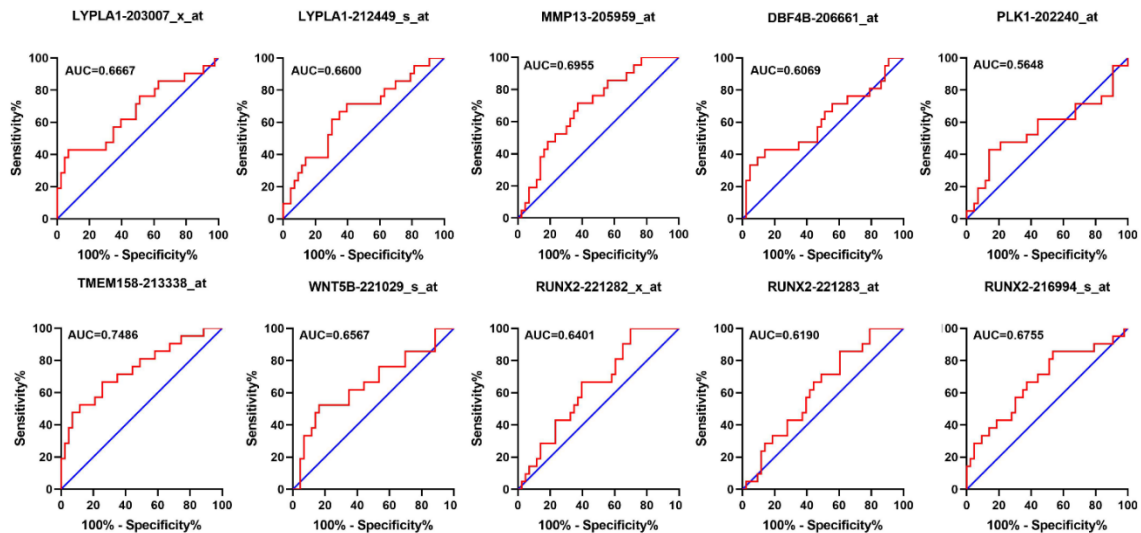 LYPLA1-203007_x_at
LYPLA1-212449_s_at
MMP13-205959_at
DBF4B-206661_at
PLK1-202240_at
AUC=0.6667
AUC=0.6600
AUC=0.6955
AUC=0.6069
AUC=0.5648
Sensitivity%
100
80
60
40
20
0
0 20 40 60 80 100
100% - Specificity%
Sensitivity%
100
80
60
40
20
0
0 20 40 60 80 100
100% - Specificity%
Sensitivity%
100
80
60
40
20
0
0 20 40 60 80 100
100% - Specificity%
Sensitivity%
100
80
60
40
20
0
0 20 40 60 80 100
100% - Specificity%
Sensitivity%
100
80
60
40
20
0
0 20 40 60 80 100
100% - Specificity%
TMEM158-213338_at
WNT5B-221029_s_at
RUNX2-221282_x_at
RUNX2-221283_at
RUNX2-216994_s_at
AUC=0.7486
AUC=0.6567
AUC=0.6401
AUC=0.6190
AUC=0.6755
Sensitivity%
100
80
60
40
20
0
0 20 40 60 80 100
100% - Specificity%
Sensitivity%
100
80
60
40
20
0
0 20 40 60 80
100% - Specificity%
Sensitivity%
100
80
60
40
20
0
0 20 40 60 80 100
100% - Specificity%
Sensitivity%
100
80
60
40
20
0
0 20 40 60 80 100
100% - Specificity%
Sensitivity%
100
80
60
40
20
0
0 20 40 60 80 100
100% - Specificity%